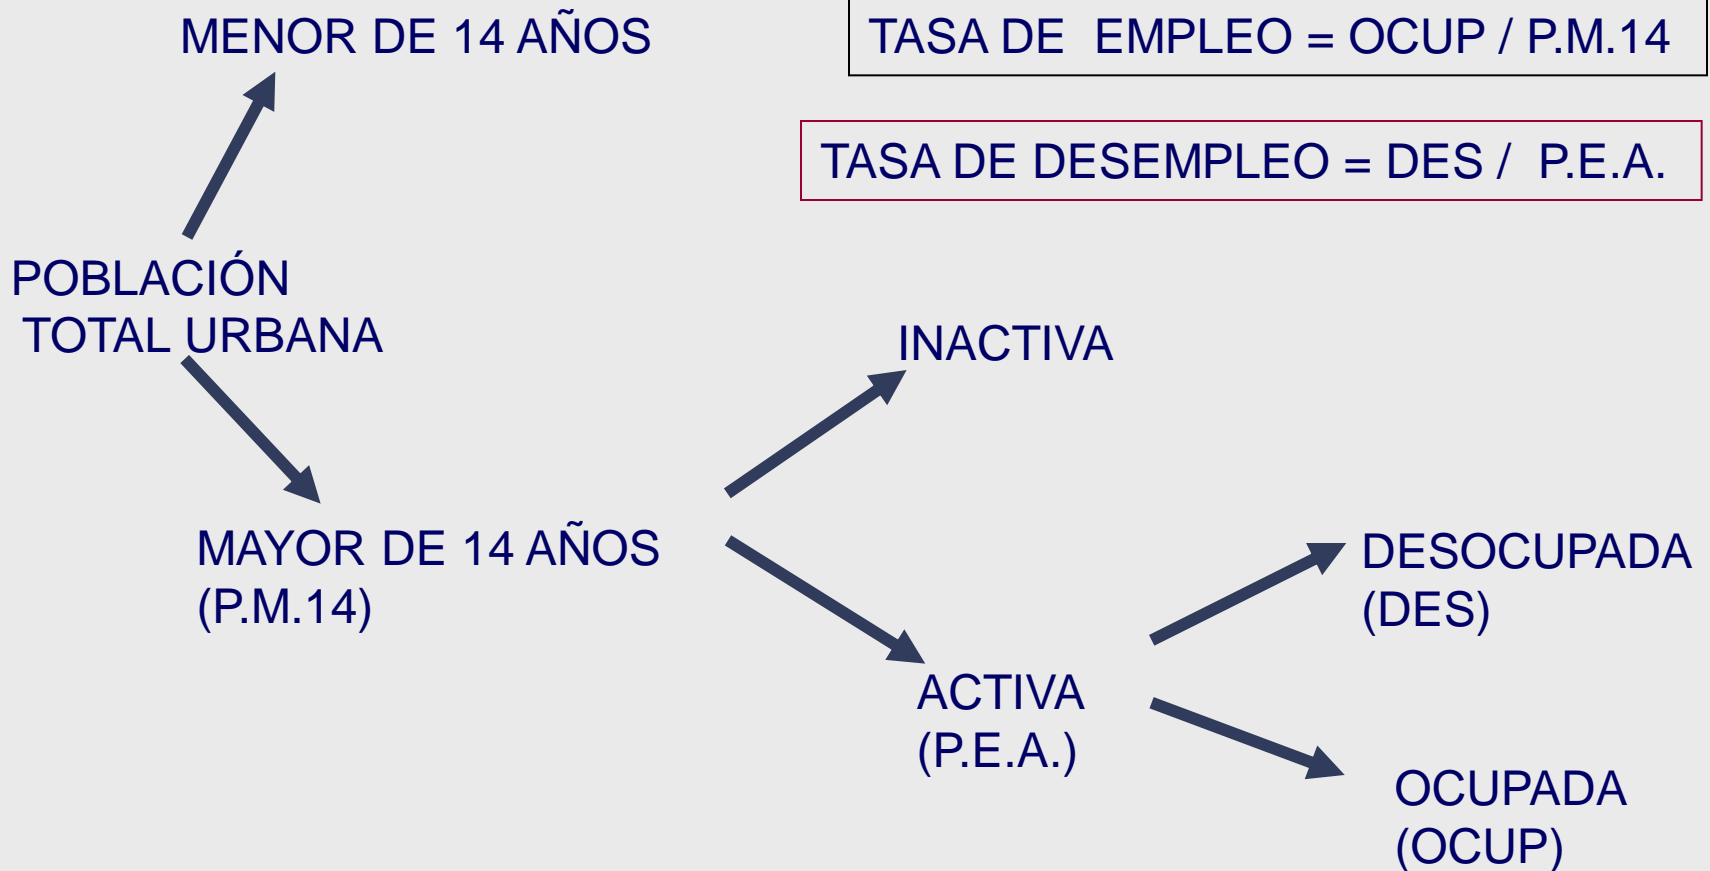 MENOR DE 14 AÑOS
TASA DE EMPLEO = OCUP / P.M.14
TASA DE DESEMPLEO = DES / P.E.A.
POBLACIÓN
TOTAL URBANA
INACTIVA
MAYOR DE 14 AÑOS
(P.M.14)
DESOCUPADA
(DES)
ACTIVA
(P.E.A.)
OCUPADA
(OCUP)